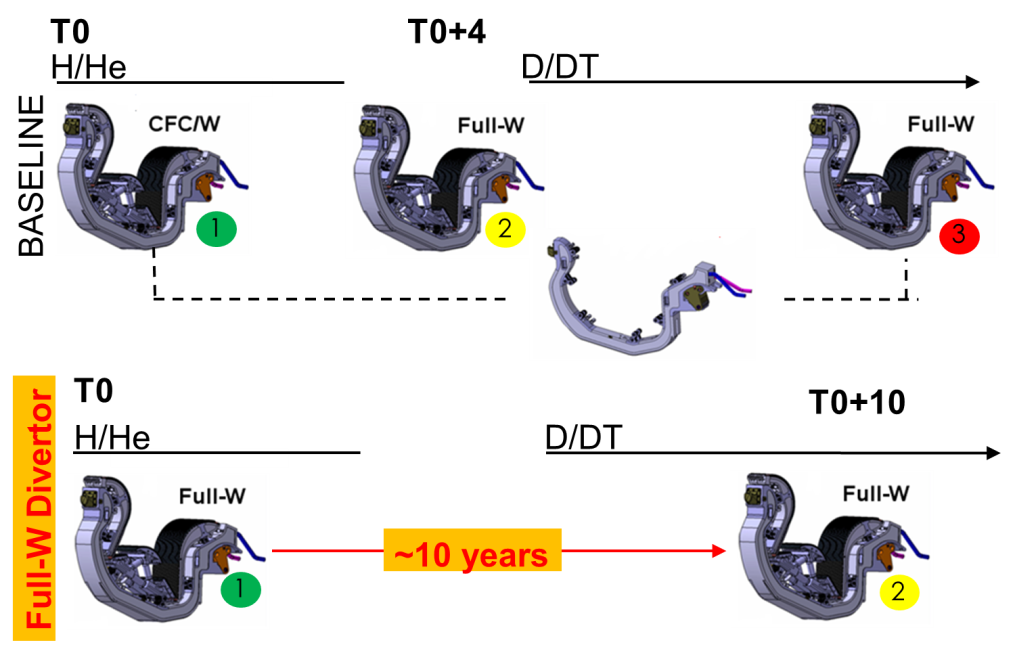 T0
T0+4
H/He
D/DT
BASELINE
CFC/W
Full-W
Full-W
1
2
3
Full-W Divertor
T0
T0+10
H/He
D/DT
Full-W
Full-W
~10 years
1
2